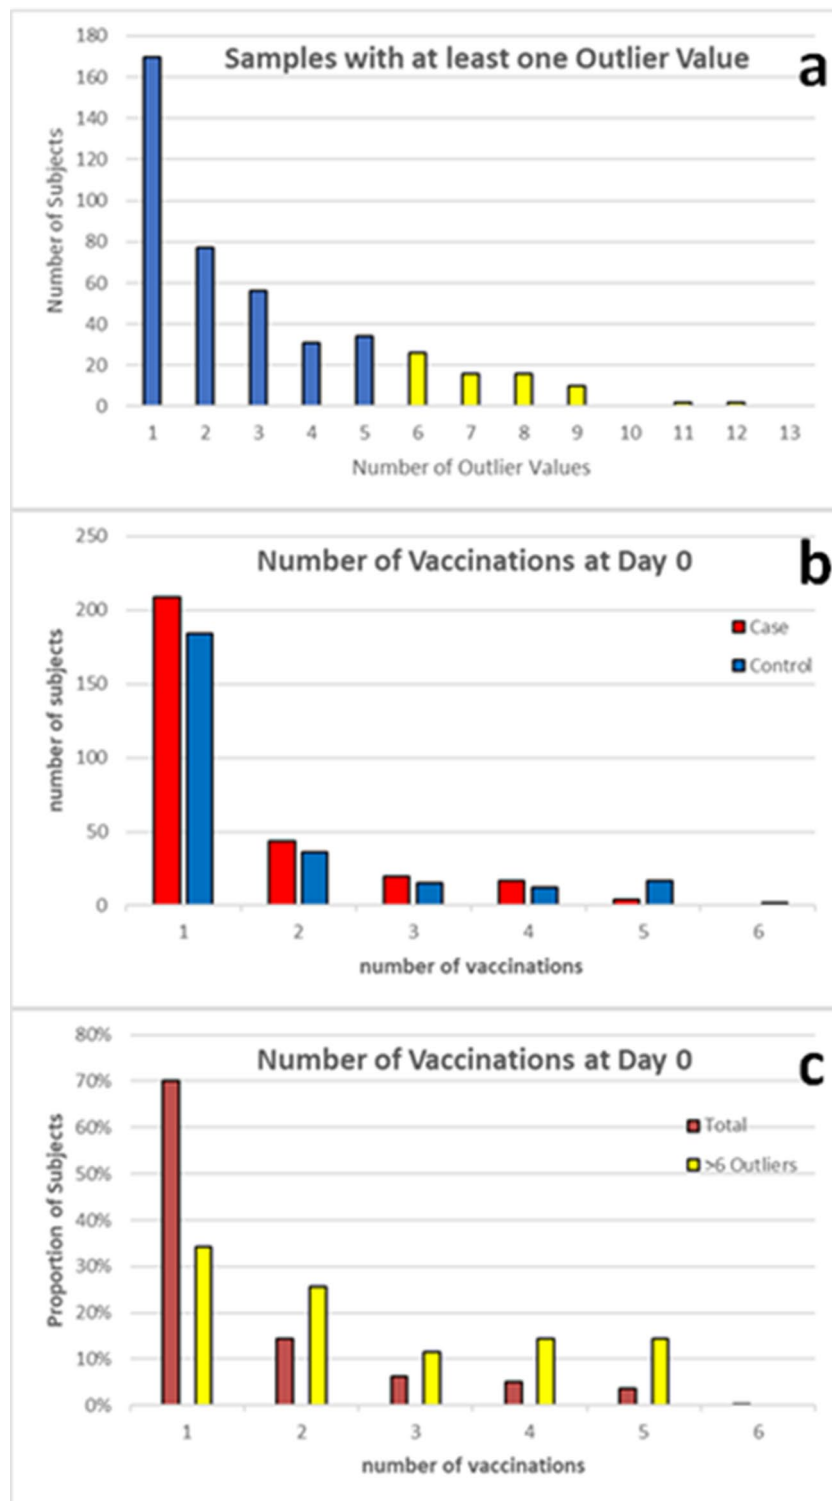 Samples with at least one Outlier Value
a
Number of Subjects
180
160
140
120
100
80
60
40
20
0
1 2 3 4 5 6 7 8 9 10 11 12 13
Number of Outlier Values
Number of Vaccinations at Day 0
b
number of subjects
250
200
150
100
50
0
Case
Control
1 2 3 4 5 6
number of vaccinations
Number of Vaccinations at Day 0
c
Proportion of Subjects
80%
70%
60%
50%
40%
30%
20%
10%
0%
Total
>6 Outliers
1 2 3 4 5 6
number of vaccinations